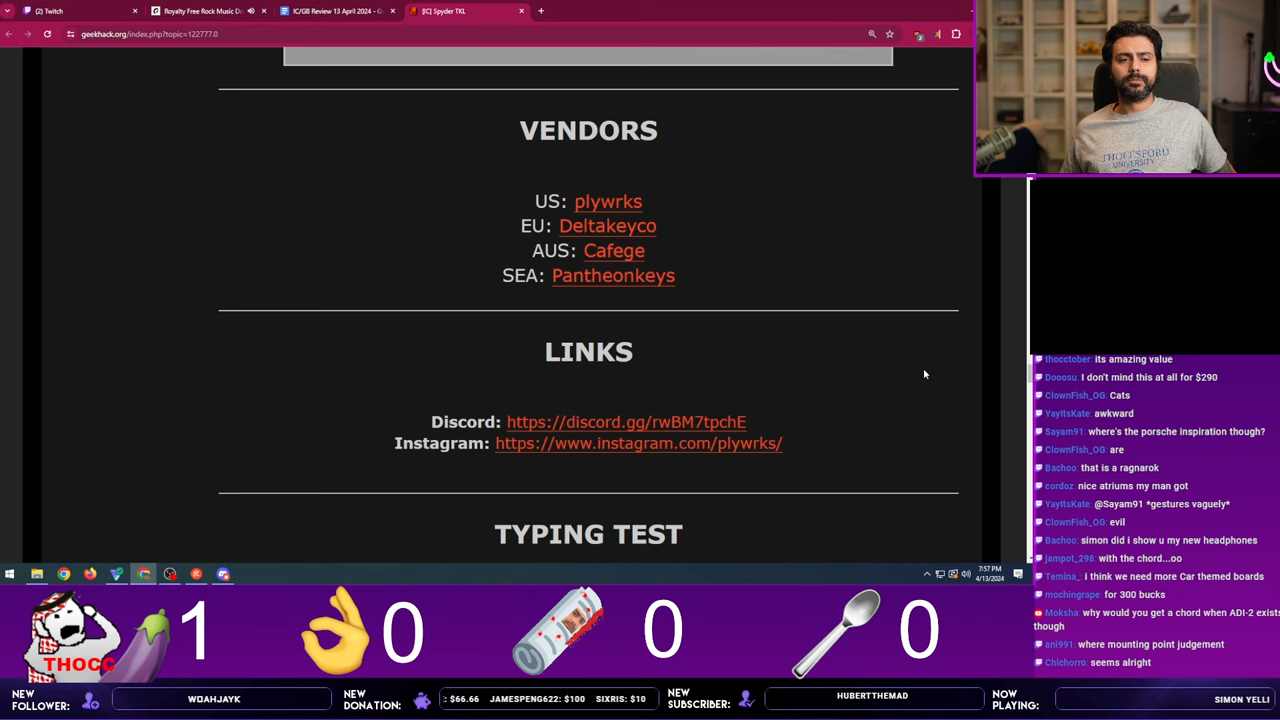 (2) Twitch
Royalty Free Rock Music D
IC/GB Review 13 April 2024 - G
[IC] Spyder TKL
geekhack.org/index.php?topic=122777.0
VENDORS
US: plywrks
EU: Deltakeyco
AUS: Cafege
SEA: Pantheonkeys
LINKS
Discord: https://discord.gg/rwBM7tpchE
Instagram: https://www.instagram.com/plywrks/
TYPING TEST
THOCCSFORD
UNIVERSITY
thocctober: its amazing value
Dooosu: I don't mind this at all for $290
ClownFish_OG: Cats
YayItsKate: awkward
Sayam91: where's the porsche inspiration though?
ClownFish_OG: are
Bachoo: that is a ragnarok
cordoz: nice atriums my man got
YayItsKate: @Sayam91 *gestures vaguely*
ClownFish_OG: evil
Bachoo: simon did i show u my new headphones
jampot_298: with the chord...oo
Temina_: i think we need more Car themed boards
mochingrape: for 300 bucks
Moksha: why would you get a chord when ADI-2 exists
though
ani991: where mounting point judgement
Chichorro: seems alright
7:57 PM
4/13/2024
THOCC
1
0
0
0
NEW
FOLLOWER:
WOAHJAYK
NEW
DONATION:
: $66.66 JAMESPENG622: $100 SIXRIS: $10
NEW
SUBSCRIBER:
HUBERTTHEMAD
NOW
PLAYING:
SIMON YELLI